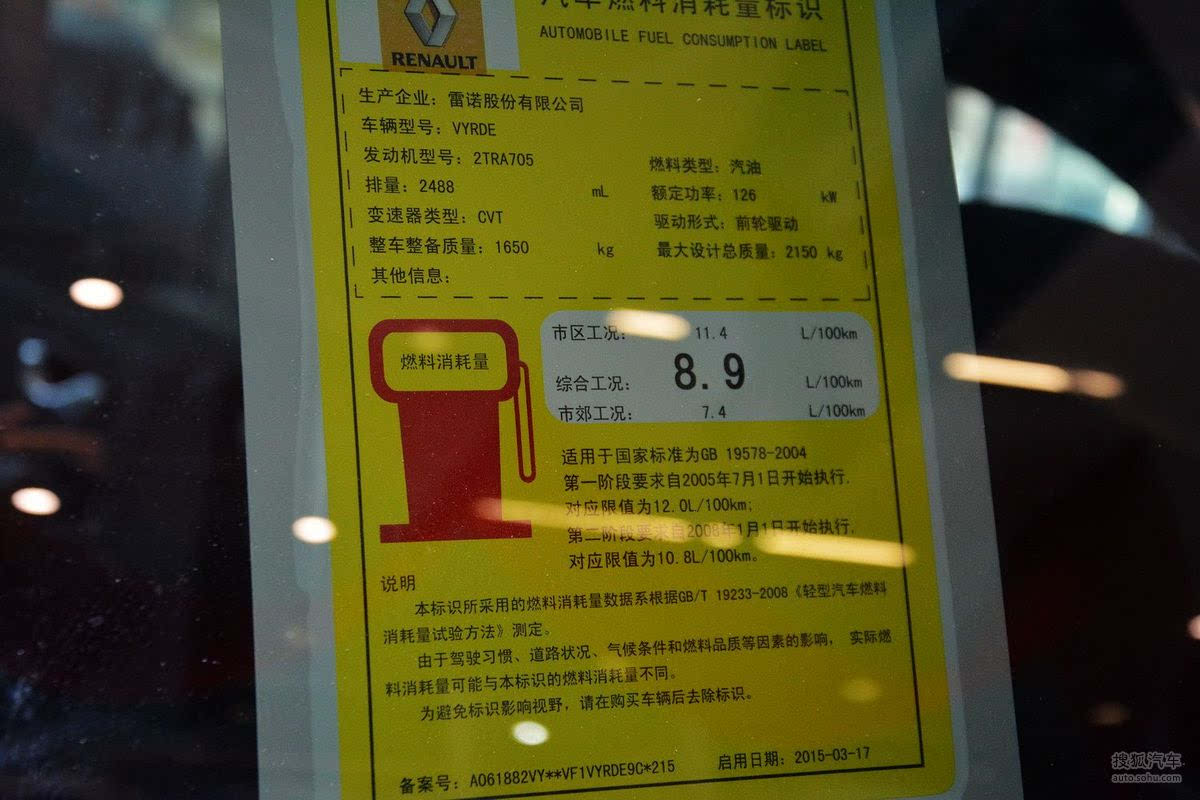 汽车燃料消耗量标识
AUTOMOBILE FUEL CONSUMPTION LABEL
RENAULT
生产企业：雷诺股份有限公司
车辆型号：VYRDE
发动机型号：2TRA705
燃料类型：汽油
排量：2488 mL
额定功率：126 kW
变速器类型：CVT
驱动形式：前轮驱动
整车整备质量：1650 kg
最大设计总质量：2150 kg
其他信息：
燃料消耗量
市区工况： 11.4 L/100km
综合工况： 8.9 L/100km
市郊工况： 7.4 L/100km
适用于国家标准为GB 19578-2004
第一阶段要求自2005年7月1日开始执行，
对应限值为12.0L/100km;
第二阶段要求自2008年1月1日开始执行，
对应限值为10.8L/100km。
说明
本标识所采用的燃料消耗量数据系根据GB/T 19233-2008《轻型汽车燃料
消耗量试验方法》测定。
由于驾驶习惯、道路状况、气候条件和燃料品质等因素的影响， 实际燃
料消耗量可能与本标识的燃料消耗量不同。
为避免标识影响视野，请在购买车辆后去除标识。
备案号：A061882VY**VF1VYRDE9C*215 启用日期：2015-03-17
搜狐汽车
auto.sohu.com